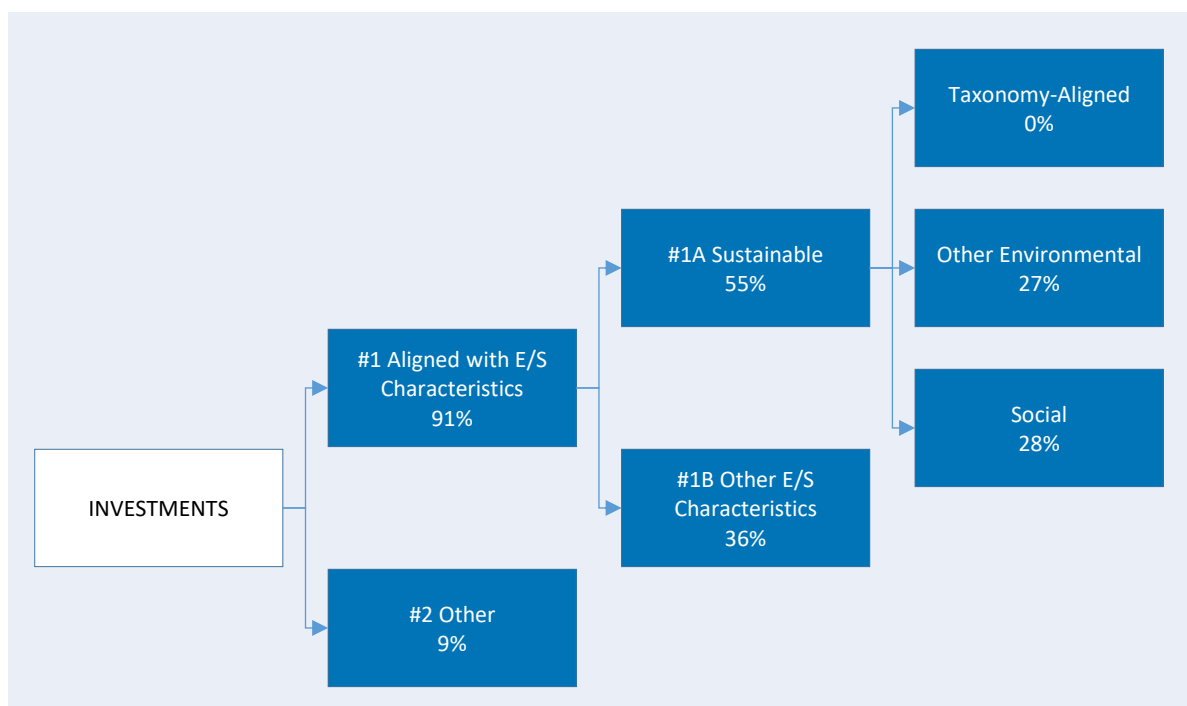 INVESTMENTS
#1 Aligned with E/S
Characteristics
91%
#2 Other
9%
#1A Sustainable
55%
#1B Other E/S
Characteristics
36%
Taxonomy-Aligned
0%
Other Environmental
27%
Social
28%